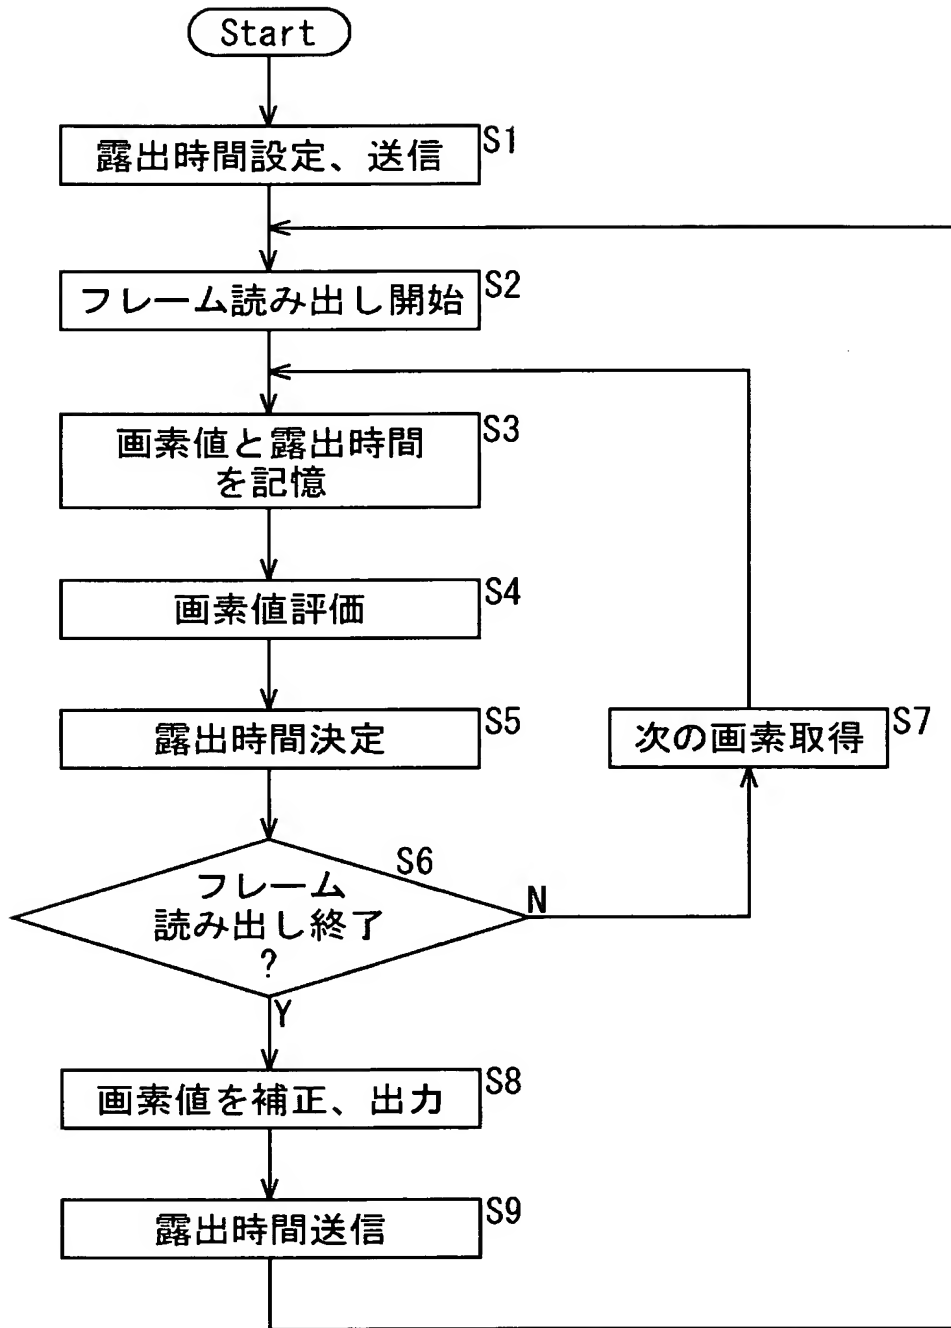 Start
露出時間設定、送信
S1
フレーム読み出し開始
S2
画素値と露出時間
を記憶
S3
画素値評価
S4
露出時間決定
S5
次の画素取得
S7
S6
フレーム
読み出し終了
?
N
Y
画素値を補正、出力
S8
露出時間送信
S9